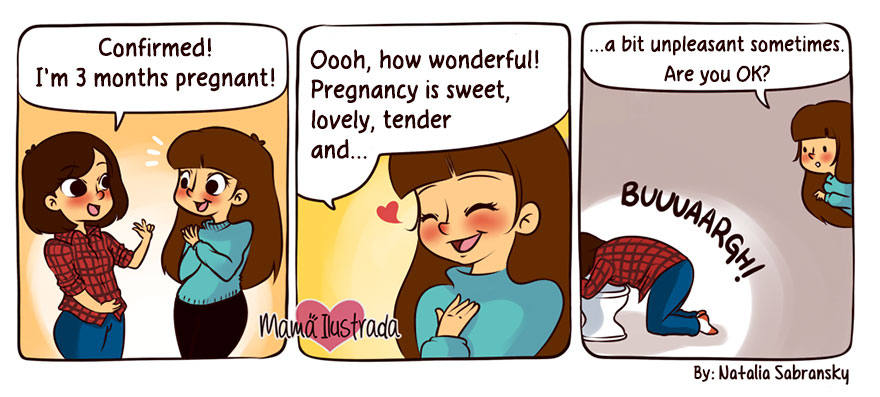 Confirmed!
I'm 3 months pregnant!
Oooh, how wonderful!
Pregnancy is sweet,
lovely, tender
and...
...a bit unpleasant sometimes.
Are you OK?
BUUUAARGH!
Mamá Ilustrada
By: Natalia Sabransky